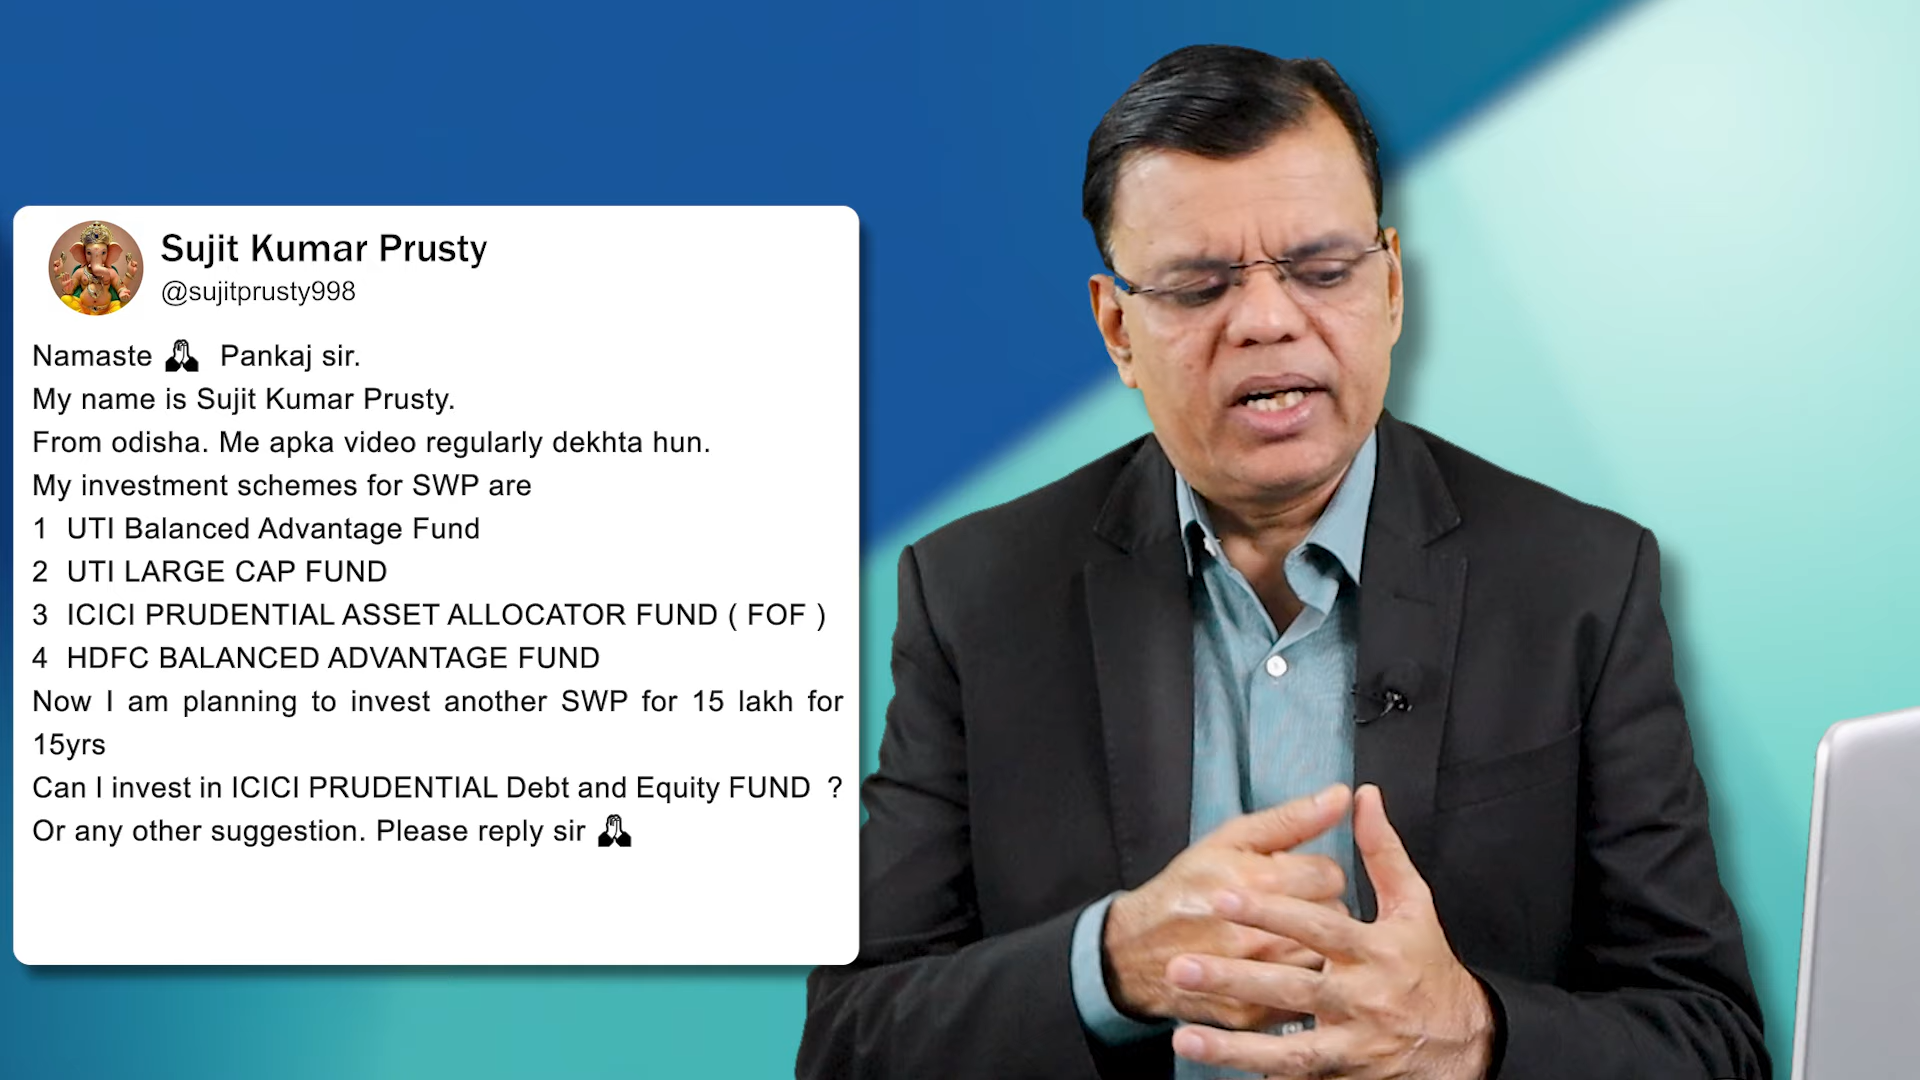 Sujit Kumar Prusty
@sujitprusty998
Namaste 🙏 Pankaj sir.
My name is Sujit Kumar Prusty.
From odisha. Me apka video regularly dekhta hun.
My investment schemes for SWP are
1 UTI Balanced Advantage Fund
2 UTI LARGE CAP FUND
3 ICICI PRUDENTIAL ASSET ALLOCATOR FUND ( FOF )
4 HDFC BALANCED ADVANTAGE FUND
Now I am planning to invest another SWP for 15 lakh for
15yrs
Can I invest in ICICI PRUDENTIAL Debt and Equity FUND ?
Or any other suggestion. Please reply sir 🙏